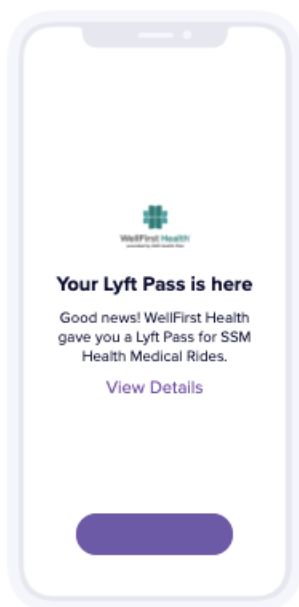 WellFirst Health
Your Lyft Pass is here
Good news! WellFirst Health
gave you a Lyft Pass for SSM
Health Medical Rides.
View Details